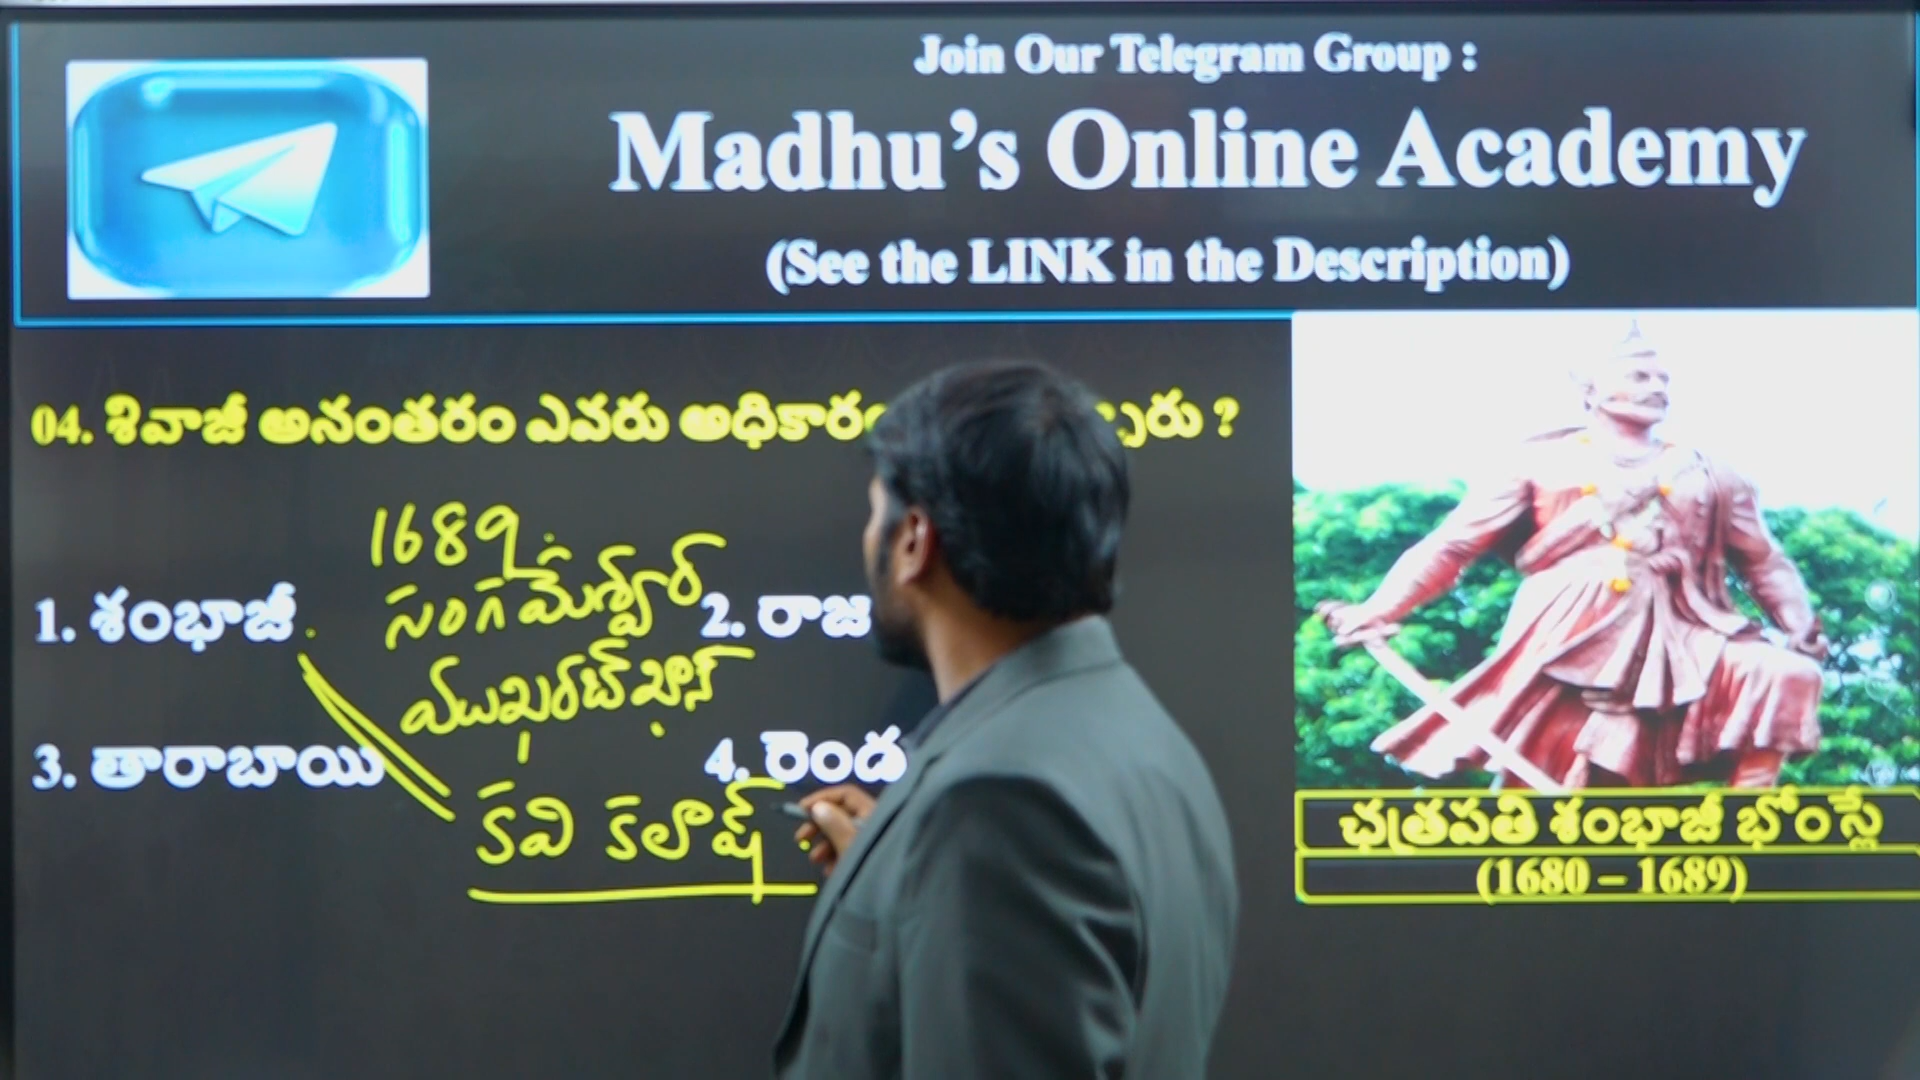 Join Our Telegram Group :
Madhu's Online Academy
(See the LINK in the Description)
04. శివాజీ అనంతరం ఎవరు అధికారం ?
1689
సంగమేశ్వర్
1. శంభాజీ
2. రాజ
ముఖరబ్ ఖాన్
3. తారాబాయి
4. రెండ
కవి కలాష్
ఛత్రపతి శంభాజీ భోంస్లే
(1680 – 1689)